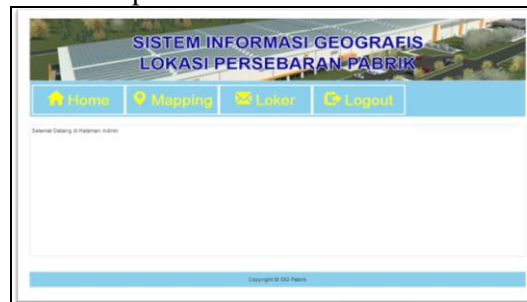 SISTEM INFORMASI GEOGRAFIS
LOKASI PERSEBARAN PABRIK
Home Mapping Loker Logout
Selamat Datang di Halaman Admin
Copyright © SIG Pabrik